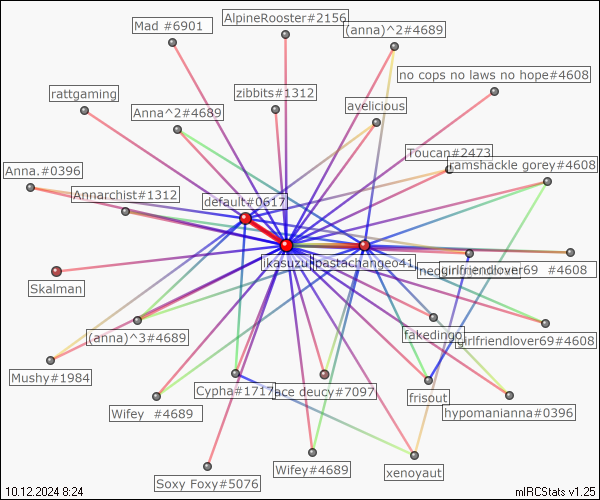 AlpineRooster#2156
Mad #6901
(anna)^2#4689
no cops no laws no hope#4608
rattgaming
zibbits#1312
avelicious
Anna^2#4689
Toucan#2473
ramshackle gorey#4608
Anna.#0396
Annarchist#1312
default#0617
jkasuzu
pastachangeo41
girlfriendlover69 #4608
Skalman
fakedingo
(anna)^3#4689
girlfriendlover69#4608
Mushy#1984
Cypha#1717
ace deucy#7097
frisout
Wifey #4689
hypomanianna#0396
Soxy Foxy#5076
Wifey#4689
xenoyaut
10.12.2024 8:24
mIRCStats v1.25